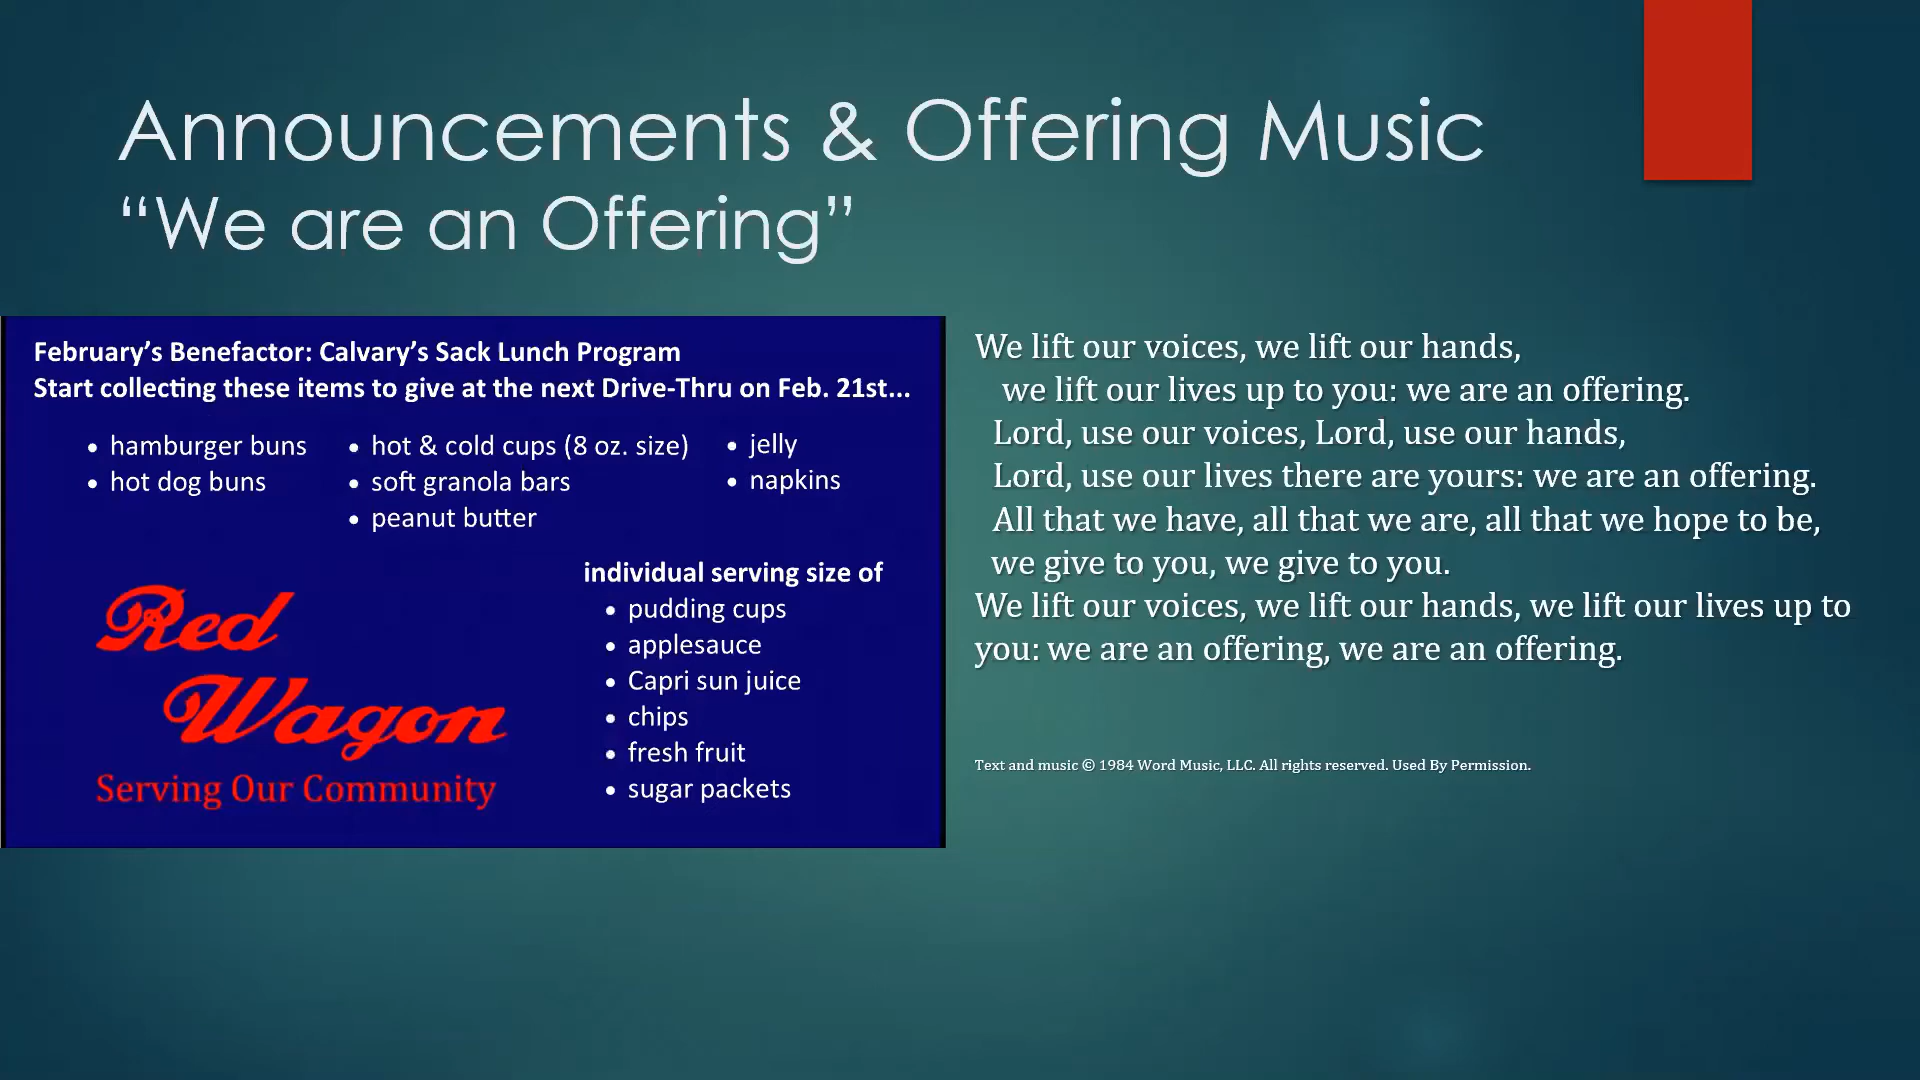 Announcements & Offering Music
“We are an Offering”
February’s Benefactor: Calvary’s Sack Lunch Program
Start collecting these items to give at the next Drive-Thru on Feb. 21st...
• hamburger buns
• hot dog buns
• hot & cold cups (8 oz. size)
• soft granola bars
• peanut butter
• jelly
• napkins
individual serving size of
• pudding cups
• applesauce
• Capri sun juice
• chips
• fresh fruit
• sugar packets
Red
Wagon
Serving Our Community
We lift our voices, we lift our hands,
we lift our lives up to you: we are an offering.
Lord, use our voices, Lord, use our hands,
Lord, use our lives there are yours: we are an offering.
All that we have, all that we are, all that we hope to be,
we give to you, we give to you.
We lift our voices, we lift our hands, we lift our lives up to
you: we are an offering, we are an offering.
Text and music © 1984 Word Music, LLC. All rights reserved. Used By Permission.